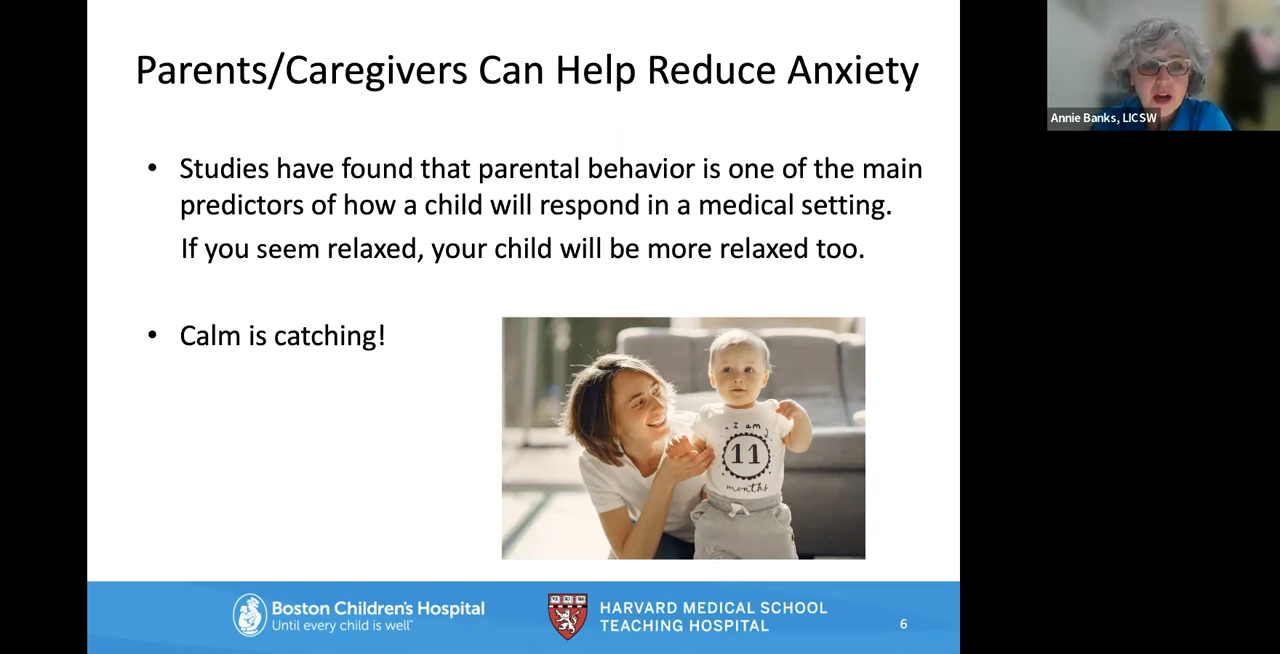 Parents/Caregivers Can Help Reduce Anxiety
Annie Banks, LICSW
• Studies have found that parental behavior is one of the main
predictors of how a child will respond in a medical setting.
If you seem relaxed, your child will be more relaxed too.
• Calm is catching!
I am
11
months
Boston Children's Hospital
Until every child is well™
HARVARD MEDICAL SCHOOL
TEACHING HOSPITAL
6